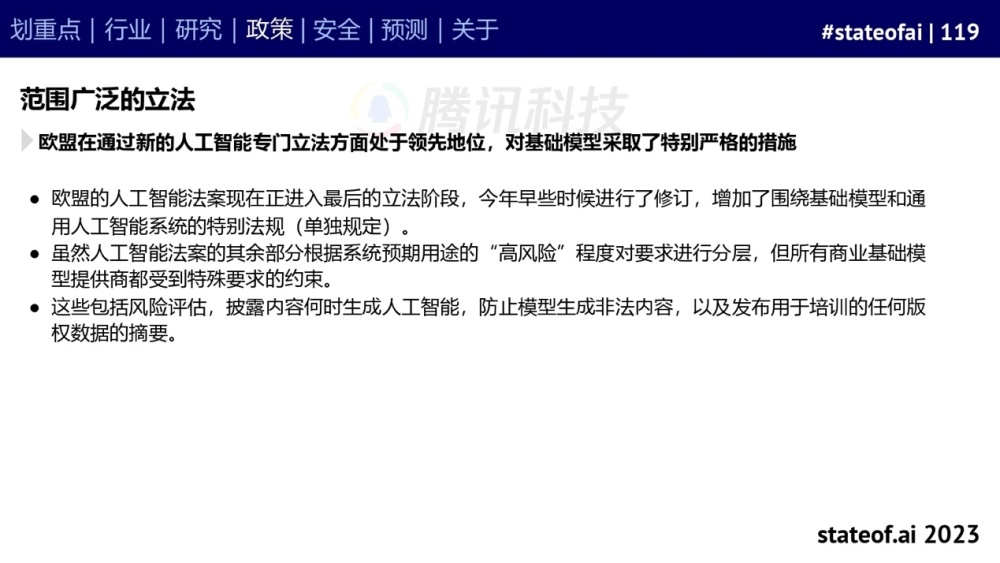 划重点 | 行业 | 研究 | 政策 | 安全 | 预测 | 关于
#stateofai | 119
范围广泛的立法
腾讯科技
欧盟在通过新的人工智能专门立法方面处于领先地位，对基础模型采取了特别严格的措施
● 欧盟的人工智能法案现在正进入最后的立法阶段，今年早些时候进行了修订，增加了围绕基础模型和通
用人工智能系统的特别法规（单独规定）。
● 虽然人工智能法案的其余部分根据系统预期用途的“高风险”程度对要求进行分层，但所有商业基础模
型提供商都受到特殊要求的约束。
● 这些包括风险评估，披露内容何时生成人工智能，防止模型生成非法内容，以及发布用于培训的任何版
权数据的摘要。
stateof.ai 2023